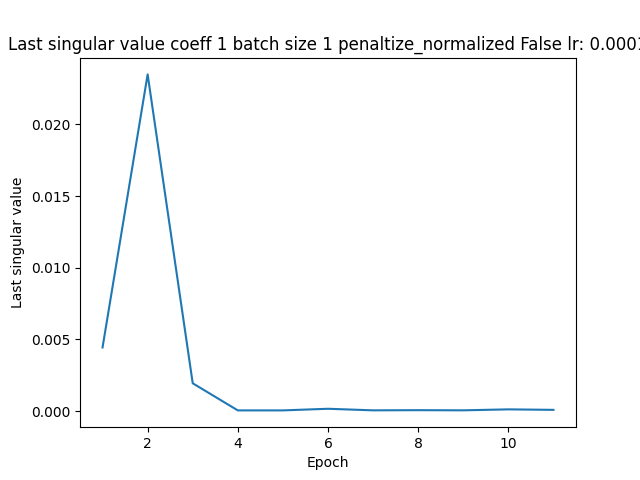 Last singular value coeff 1 batch size 1 penaltize_normalized False lr: 0.0001
0.020
0.015
0.010
0.005
0.000
Last singular value
2 4 6 8 10
Epoch